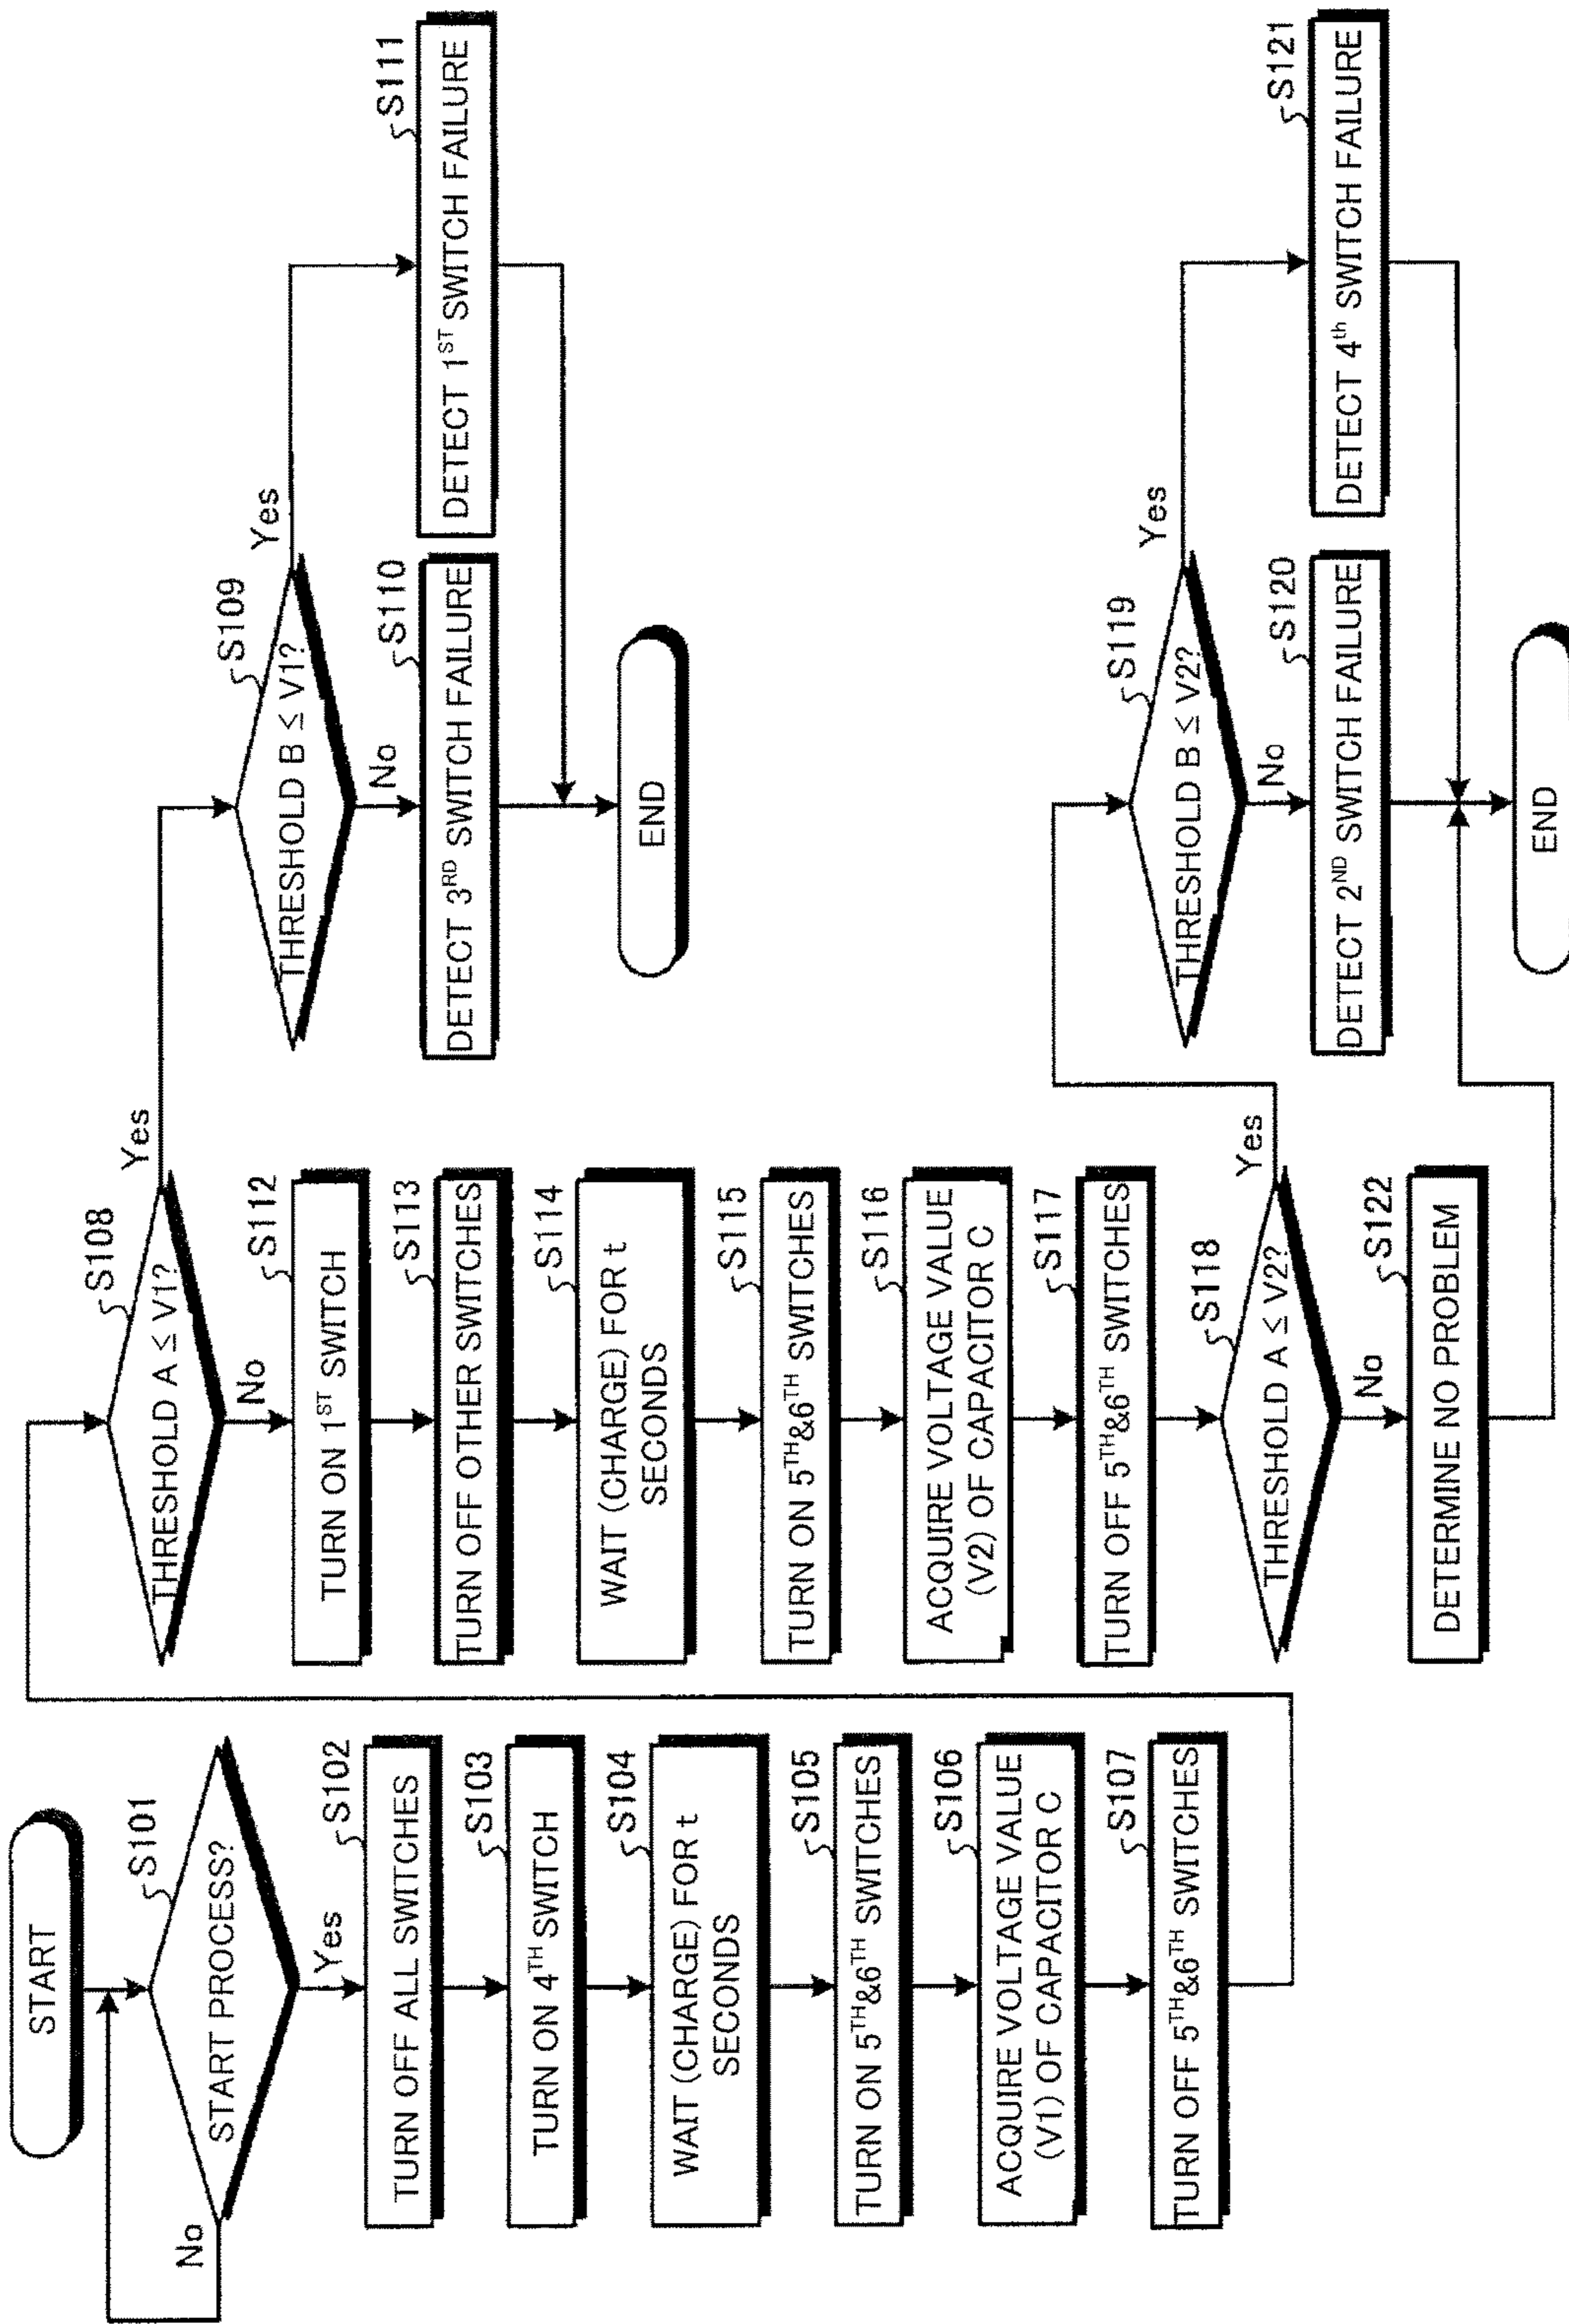 START
S101
START PROCESS?
No
Yes
S102
TURN OFF ALL SWITCHES
S103
TURN ON 4TH SWITCH
S104
WAIT (CHARGE) FOR t
SECONDS
S105
TURN ON 5TH&6TH SWITCHES
S106
ACQUIRE VOLTAGE VALUE
(V1) OF CAPACITOR C
S107
TURN OFF 5TH&6TH SWITCHES
S108
THRESHOLD A ≤ V1?
Yes
No
S112
TURN ON 1ST SWITCH
S113
TURN OFF OTHER SWITCHES
S114
WAIT (CHARGE) FOR t
SECONDS
S115
TURN ON 5TH&6TH SWITCHES
S116
ACQUIRE VOLTAGE VALUE
(V2) OF CAPACITOR C
S117
TURN OFF 5TH&6TH SWITCHES
S118
THRESHOLD A ≤ V2?
Yes
No
S122
DETERMINE NO PROBLEM
S109
THRESHOLD B ≤ V1?
Yes
No
S110
DETECT 3RD SWITCH FAILURE
S111
DETECT 1ST SWITCH FAILURE
END
S119
THRESHOLD B ≤ V2?
Yes
No
S120
DETECT 2ND SWITCH FAILURE
S121
DETECT 4th SWITCH FAILURE
END